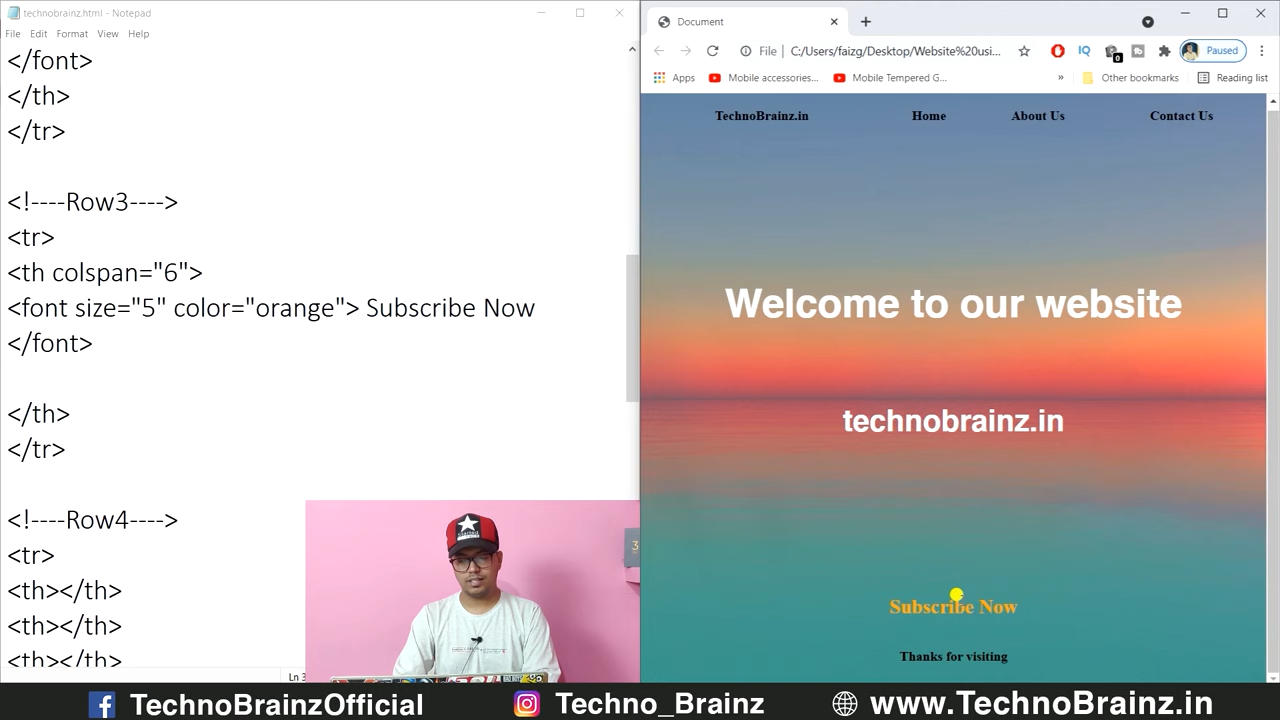 technobrainz.html - Notepad
File Edit Format View Help
</font>
</th>
</tr>
<!----Row3---->
<tr>
<th colspan="6">
<font size="5" color="orange"> Subscribe Now
</font>
</th>
</tr>
<!----Row4---->
<tr>
<th></th>
<th></th>
<th></th>
Document
File C:/Users/faizg/Desktop/Website%20usi... IQ 0 Paused
Apps Mobile accessories... Mobile Tempered G... » Other bookmarks Reading list
TechnoBrainz.in Home About Us Contact Us
Welcome to our website
technobrainz.in
Subscribe Now
Thanks for visiting
TechnoBrainzOfficial Techno_Brainz www.TechnoBrainz.in